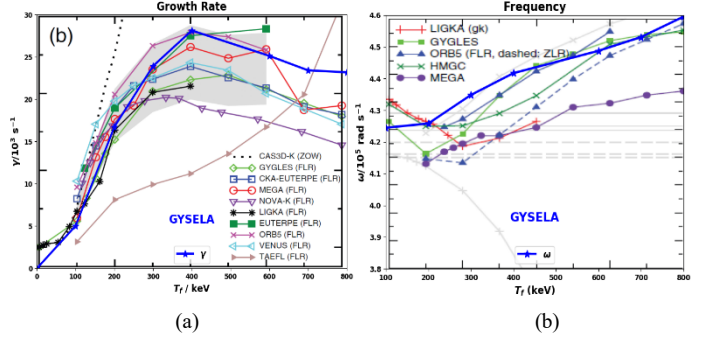 Growth Rate
(b)
γ/10³ s⁻¹
30
25
20
15
10
5
0
0
100
200
300
400
500
600
700
800
T_f / keV
CAS3D-K (ZOW)
GYGLES (FLR)
CKA-EUTERPE (FLR)
MEGA (FLR)
NOVA-K (FLR)
LIGKA (FLR)
EUTERPE (FLR)
ORB5 (FLR)
VENUS (FLR)
TAEFL (FLR)
GYSELA
γ
(a)
Frequency
ω/10⁵ rad s⁻¹
4.6
4.5
4.4
4.3
4.2
4.1
4.0
3.9
3.8
100
200
300
400
500
600
700
800
T_f (keV)
LIGKA (gk)
GYGLES
ORB5 (FLR, dashed: ZLR)
HMGC
MEGA
GYSELA
ω
(b)